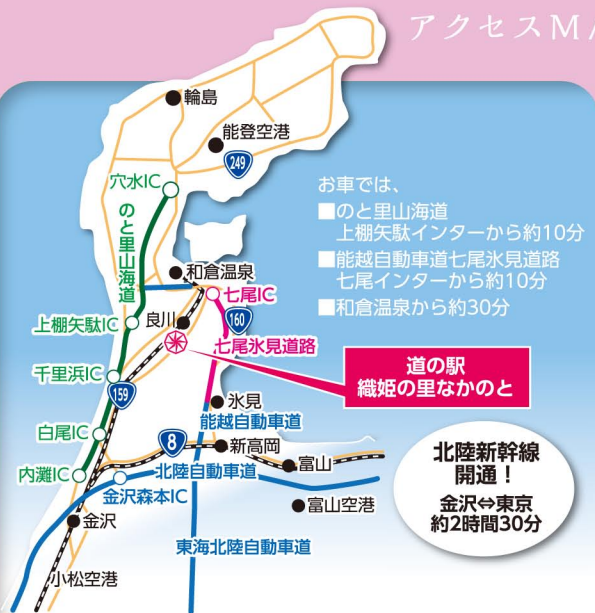 アクセスMA
輪島
能登空港
249
穴水IC
のと里山海道
お車では、
■のと里山海道
上棚矢駄インターから約10分
■能越自動車道七尾氷見道路
七尾インターから約10分
■和倉温泉から約30分
和倉温泉
七尾IC
上棚矢駄IC
良川
160
七尾氷見道路
道の駅
織姫の里なかのと
千里浜IC
159
氷見
能越自動車道
白尾IC
8
新高岡
北陸新幹線
開通！
金沢⇔東京
約2時間30分
内灘IC
北陸自動車道
富山
金沢森本IC
富山空港
金沢
東海北陸自動車道
小松空港